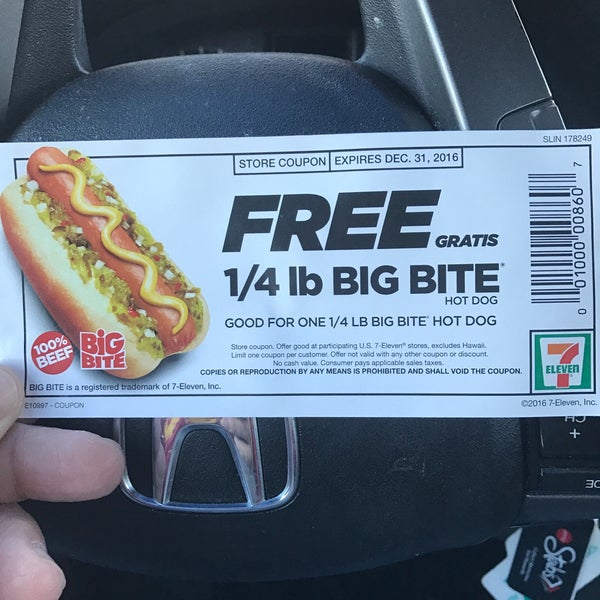 SLIN 178249
STORE COUPON EXPIRES DEC. 31, 2016
FREE GRATIS
1/4 lb BIG BITE®
HOT DOG
GOOD FOR ONE 1/4 LB BIG BITE® HOT DOG
Store coupon. Offer good at participating U.S. 7-Eleven® stores, excludes Hawaii.
Limit one coupon per customer. Offer not valid with any other coupon or discount.
No cash value. Consumer pays applicable sales taxes.
COPIES OR REPRODUCTION BY ANY MEANS IS PROHIBITED AND SHALL VOID THE COUPON.
100% BEEF
BIG BITE
BIG BITE is a registered trademark of 7-Eleven, Inc.
E10997 - COUPON
0 01000 00860 7
7
ELEVEn
©2016 7-Eleven, Inc.
CH
+